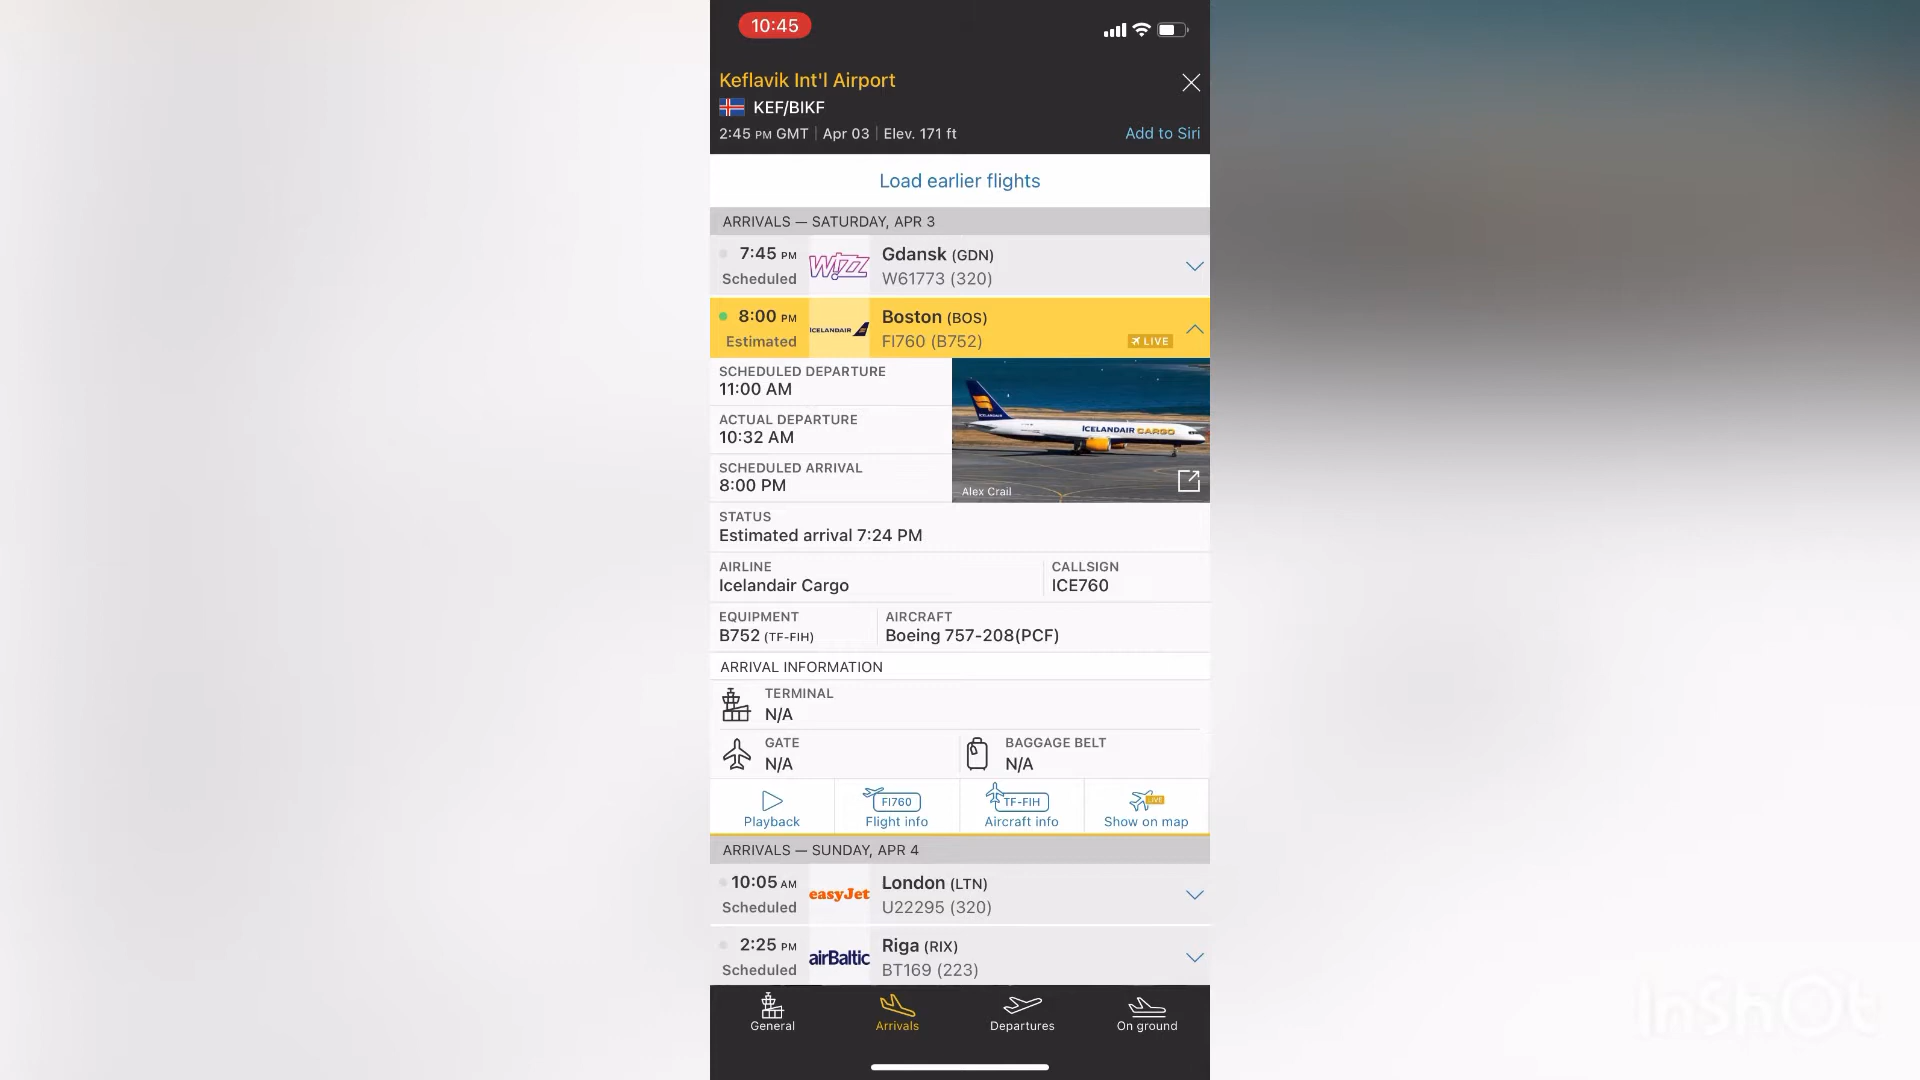 10:45
Keflavik Int'l Airport
KEF/BIKF
2:45 PM GMT | Apr 03 | Elev. 171 ft
Add to Siri
Load earlier flights
ARRIVALS — SATURDAY, APR 3
7:45 PM
Scheduled
WIZZ
Gdansk (GDN)
W61773 (320)
8:00 PM
Estimated
ICELANDAIR
Boston (BOS)
FI760 (B752)
LIVE
SCHEDULED DEPARTURE
11:00 AM
ACTUAL DEPARTURE
10:32 AM
SCHEDULED ARRIVAL
8:00 PM
ICELANDAIR
ICELANDAIR CARGO
Alex Crail
STATUS
Estimated arrival 7:24 PM
AIRLINE
Icelandair Cargo
CALLSIGN
ICE760
EQUIPMENT
B752 (TF-FIH)
AIRCRAFT
Boeing 757-208(PCF)
ARRIVAL INFORMATION
TERMINAL
N/A
GATE
N/A
BAGGAGE BELT
N/A
FI760
TF-FIH
LIVE
Playback
Flight info
Aircraft info
Show on map
ARRIVALS — SUNDAY, APR 4
10:05 AM
Scheduled
easyJet
London (LTN)
U22295 (320)
2:25 PM
Scheduled
airBaltic
Riga (RIX)
BT169 (223)
General
Arrivals
Departures
On ground
InShOt